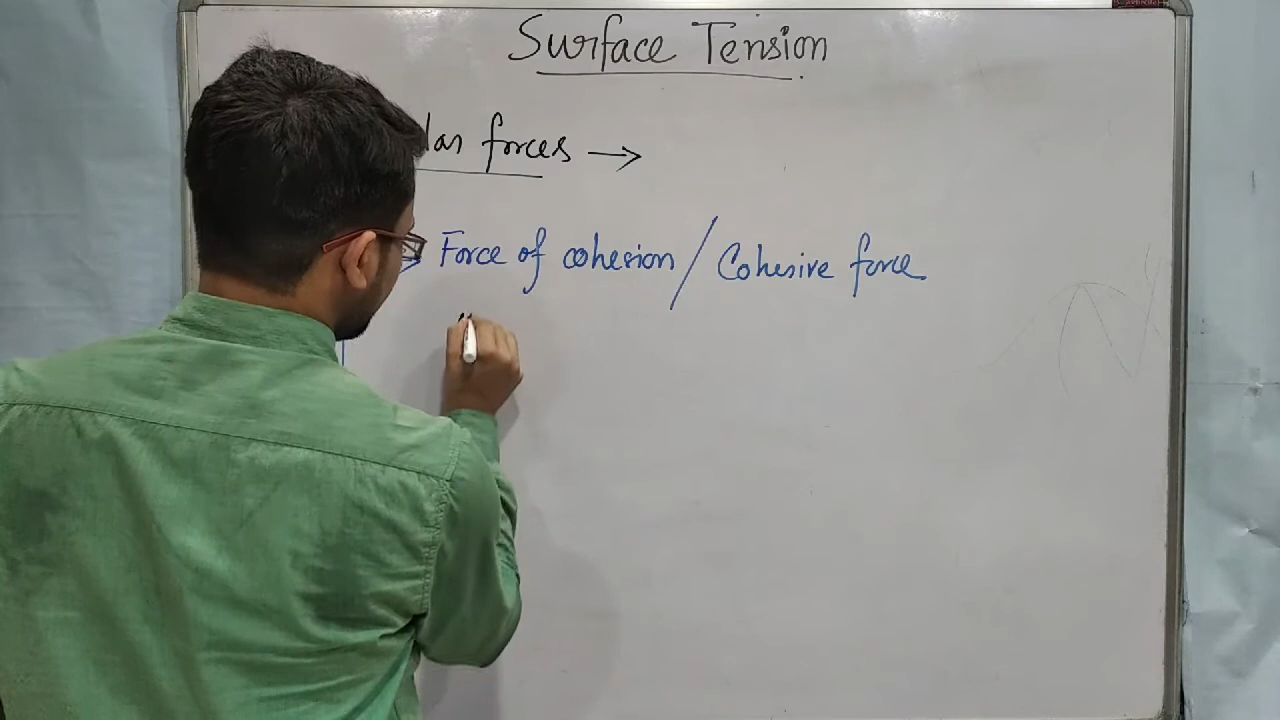 Surface Tension
lar forces →
→ Force of cohesion / Cohesive force